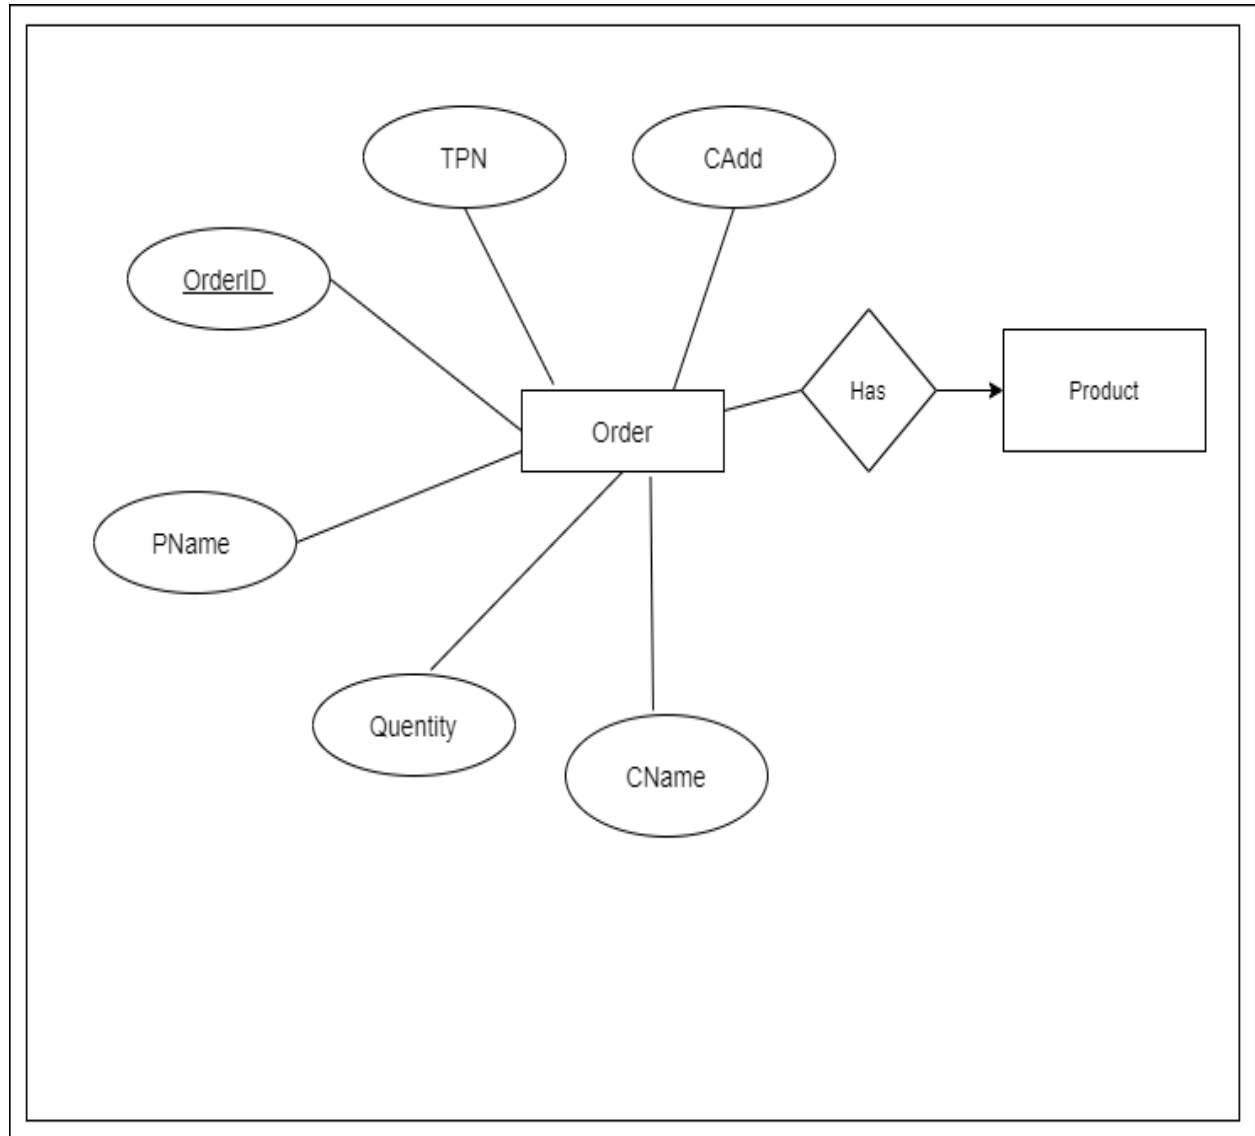 TPN
CAdd
OrderID
Has
Product
Order
PName
Quentity
CName